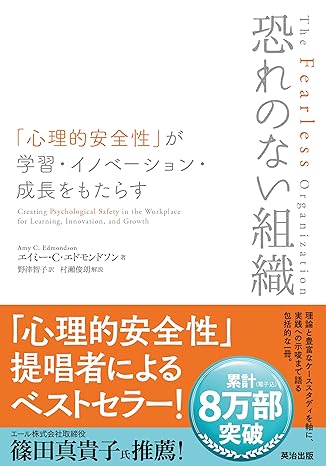 The Fearless Organization
恐れのない組織
「心理的安全性」が
学習・イノベーション・
成長をもたらす
Creating Psychological Safety in the Workplace
for Learning, Innovation, and Growth
Amy C. Edmondson
エイミー・C・エドモンドソン 著
野津智子 訳 村瀬俊朗 解説
「心理的安全性」
提唱者による
ベストセラー!
エール株式会社取締役
篠田真貴子氏推薦!
累計(電子込)
8万部
突破
理論と豊富なケーススタディを軸に、
実践への示唆まで語る
包括的な一冊。
英治出版